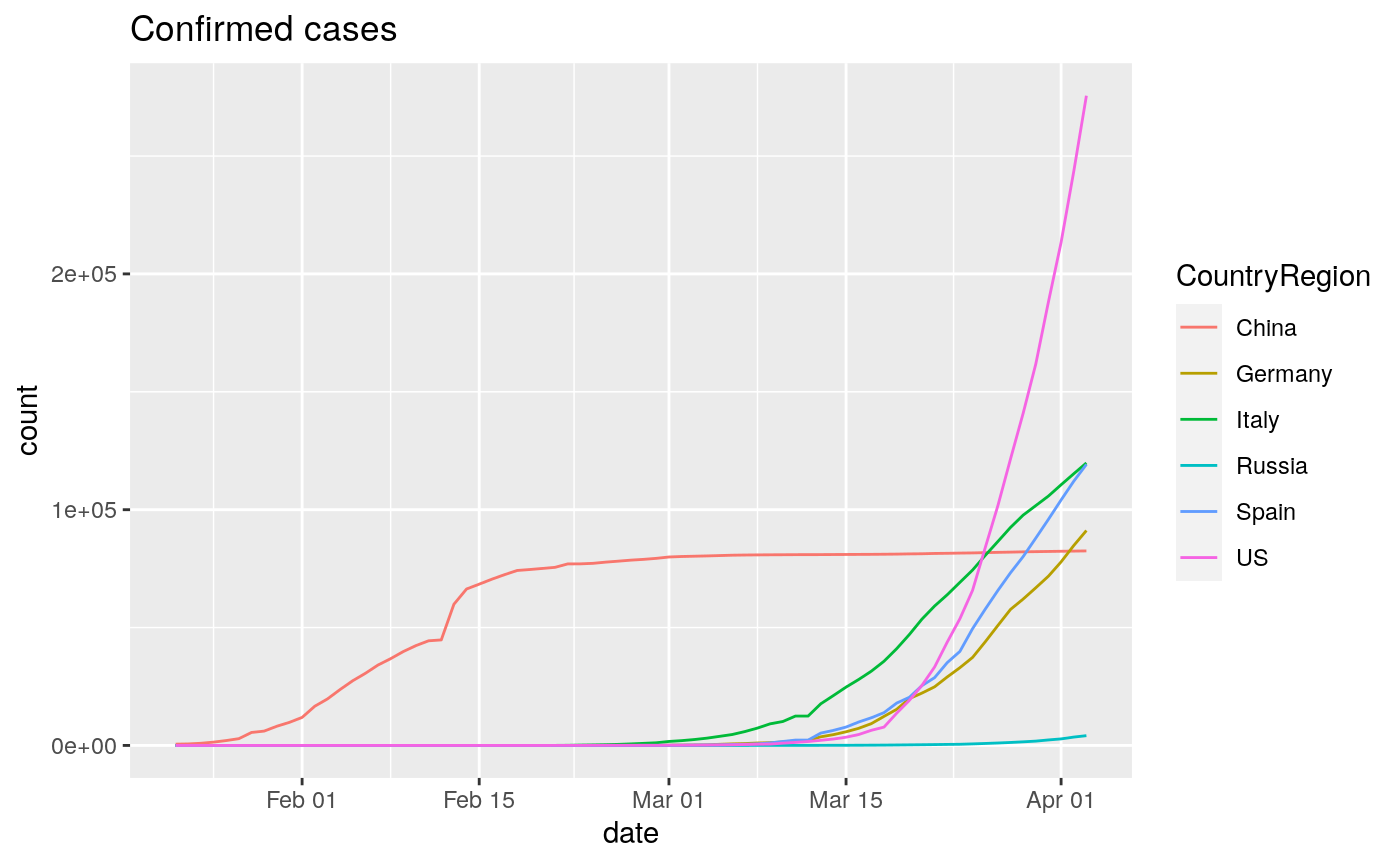 Confirmed cases
2e+05
1e+05
0e+00
count
Feb 01
Feb 15
Mar 01
Mar 15
Apr 01
date
CountryRegion
China
Germany
Italy
Russia
Spain
US